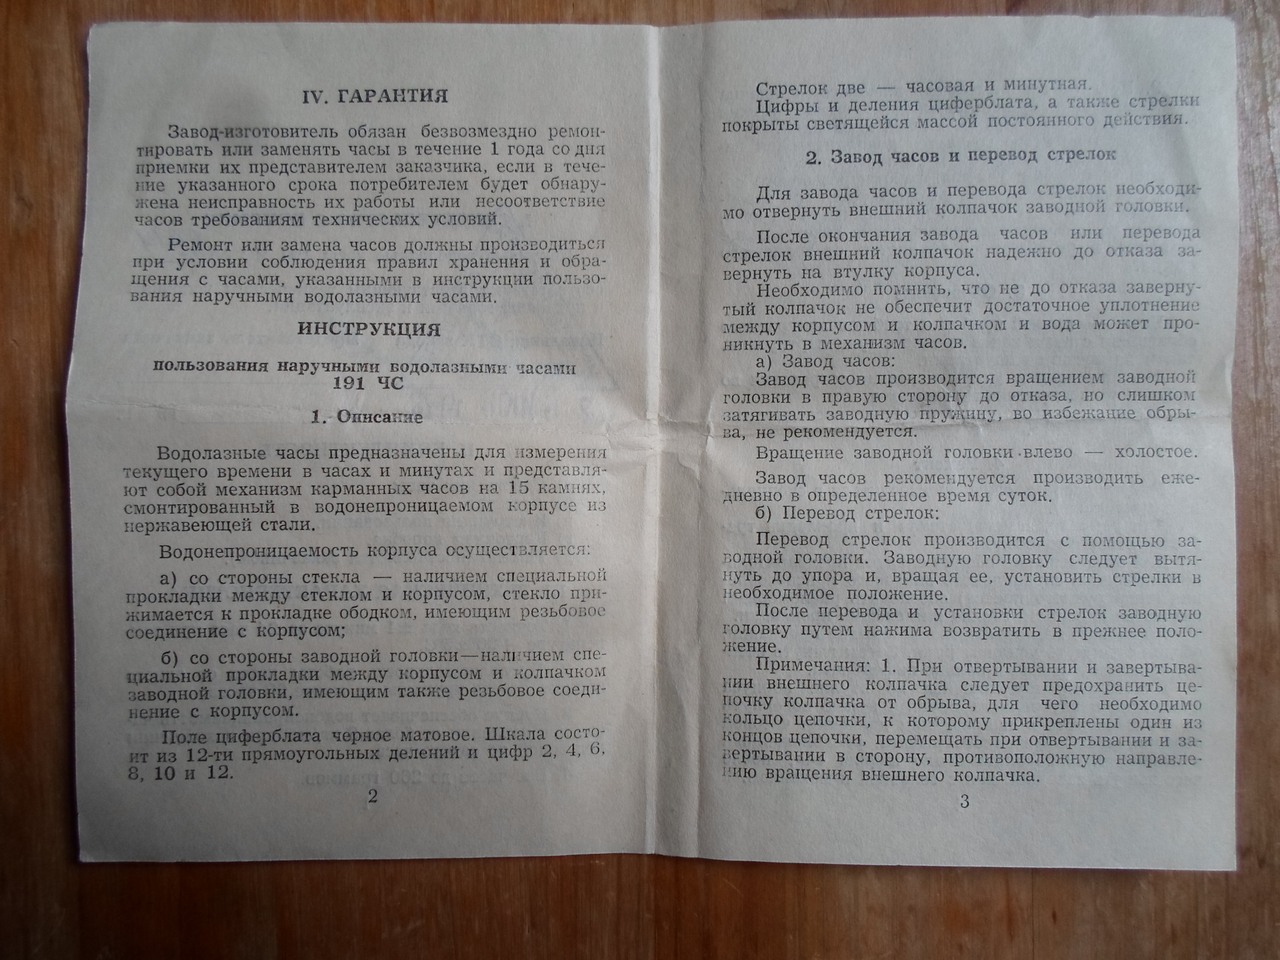 IV. ГАРАНТИЯ
Завод-изготовитель обязан безвозмездно ремон-
тировать или заменять часы в течение 1 года со дня
приемки их представителем заказчика, если в тече-
ние указанного срока потребителем будет обнару-
жена неисправность их работы или несоответствие
часов требованиям технических условий.
Ремонт или замена часов должны производиться
при условии соблюдения правил хранения и обра-
щения с часами, указанными в инструкции пользо-
вания наручными водолазными часами.
ИНСТРУКЦИЯ
пользования наручными водолазными часами
191 ЧС
1. Описание
Водолазные часы предназначены для измерения
текущего времени в часах и минутах и представля-
ют собой механизм карманных часов на 15 камнях,
смонтированный в водонепроницаемом корпусе из
нержавеющей стали.
Водонепроницаемость корпуса осуществляется:
а) со стороны стекла — наличием специальной
прокладки между стеклом и корпусом, стекло при-
жимается к прокладке ободком, имеющим резьбовое
соединение с корпусом;
б) со стороны заводной головки—наличием спе-
циальной прокладки между корпусом и колпачком
заводной головки, имеющим также резьбовое соеди-
нение с корпусом.
Поле циферблата черное матовое. Шкала состо-
ит из 12-ти прямоугольных делений и цифр 2, 4, 6,
8, 10 и 12.
2
Стрелок две — часовая и минутная.
Цифры и деления циферблата, а также стрелки
покрыты светящейся массой постоянного действия.
2. Завод часов и перевод стрелок
Для завода часов и перевода стрелок необходи-
мо отвернуть внешний колпачок заводной головки.
После окончания завода часов или перевода
стрелок внешний колпачок надежно до отказа за-
вернуть на втулку корпуса.
Необходимо помнить, что не до отказа заверну-
тый колпачок не обеспечит достаточное уплотнение
между корпусом и колпачком и вода может про-
никнуть в механизм часов.
а) Завод часов:
Завод часов производится вращением заводной
головки в правую сторону до отказа, но слишком
затягивать заводную пружину, во избежание обры-
ва, не рекомендуется.
Вращение заводной головки влево — холостое.
Завод часов рекомендуется производить еже-
дневно в определенное время суток.
б) Перевод стрелок:
Перевод стрелок производится с помощью за-
водной головки. Заводную головку следует вытя-
нуть до упора и, вращая ее, установить стрелки в
необходимое положение.
После перевода и установки стрелок заводную
головку путем нажима возвратить в прежнее поло-
жение.
Примечания: 1. При отвертывании и завертыва-
нии внешнего колпачка следует предохранить це-
почку колпачка от обрыва, для чего необходимо
кольцо цепочки, к которому прикреплены один из
концов цепочки, перемещать при отвертывании и за-
вертывании в сторону, противоположную направле-
нию вращения внешнего колпачка.
3